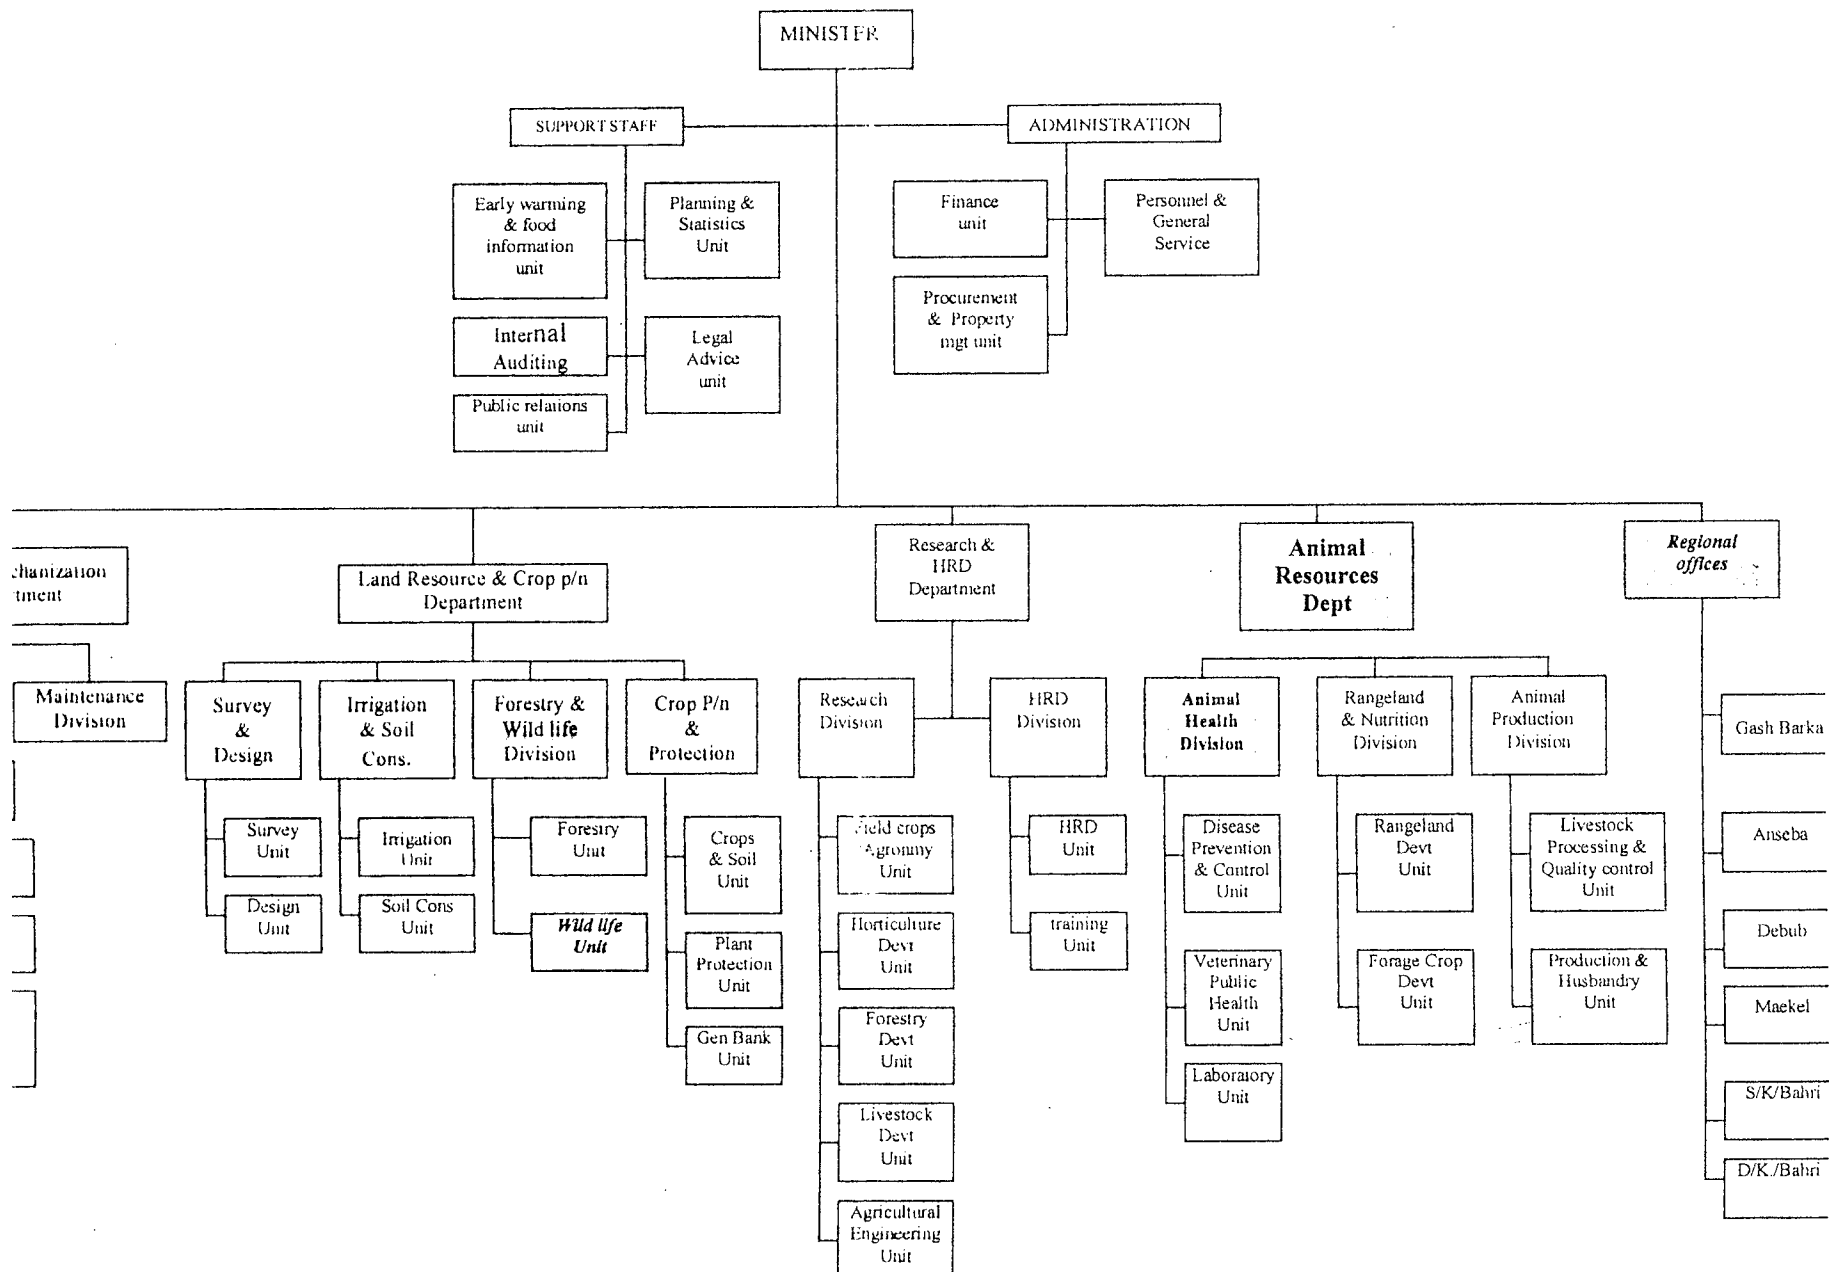 MINISTER
SUPPORT STAFF
ADMINISTRATION
Early warming
& food
information
unit
Planning &
Statistics
Unit
Finance
unit
Personnel &
General
Service
Procurement
& Property
mgt unit
Internal
Auditing
Legal
Advice
unit
Public relations
unit
chanization
tment
Land Resource & Crop p/n
Department
Research &
HRD
Department
Animal
Resources
Dept
Regional
offices
Maintenance
Division
Survey
&
Design
Irrigation
& Soil
Cons.
Forestry &
Wild life
Division
Crop P/n
&
Protection
Research
Division
HRD
Division
Animal
Health
Division
Rangeland
& Nutrition
Division
Animal
Production
Division
Gash Barka
Survey
Unit
Irrigation
Unit
Forestry
Unit
Crops
& Soil
Unit
Field crops
Agronmy
Unit
HRD
Unit
Disease
Prevention
& Control
Unit
Rangeland
Devt
Unit
Livestock
Processing &
Quality control
Unit
Anseba
Design
Unit
Soil Cons
Unit
Wild life
Unit
Plant
Protection
Unit
Horticulture
Devt
Unit
training
Unit
Veterinary
Public
Health
Unit
Forage Crop
Devt
Unit
Production &
Husbandry
Unit
Debub
Maekel
Gen Bank
Unit
Forestry
Devt
Unit
Laboratory
Unit
S/K/Bahri
Livestock
Devt
Unit
D/K./Bahri
Agricultural
Engineering
Unit